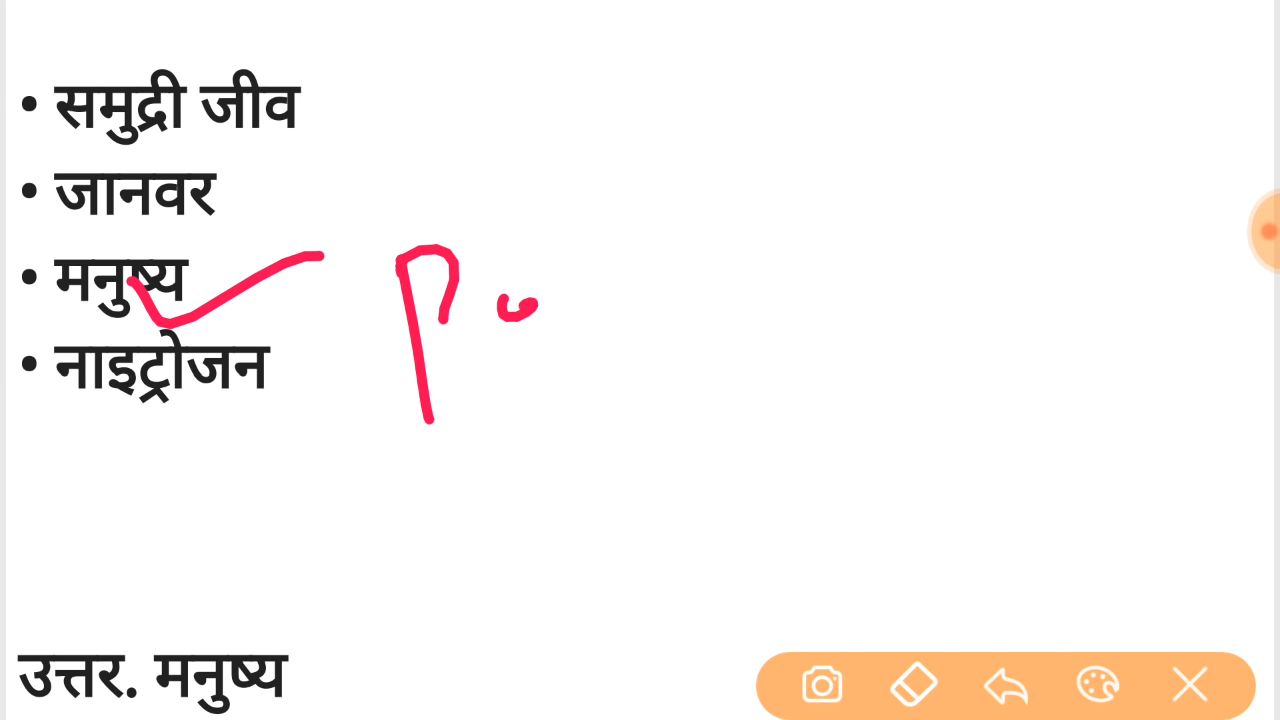 • समुद्री जीव
• जानवर
• मनुष्य
• नाइट्रोजन
उत्तर. मनुष्य